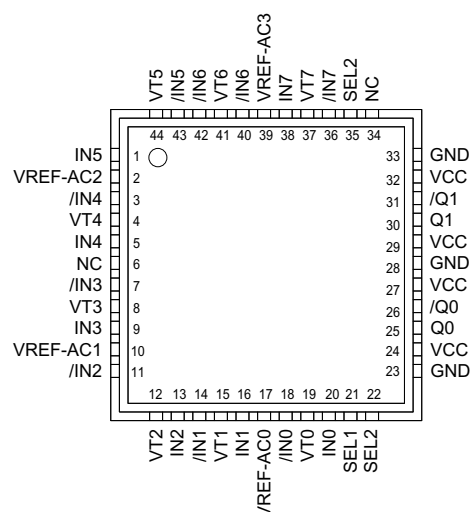 VT5
/IN5
/IN6
VT6
/IN6
VREF-AC3
IN7
VT7
/IN7
SEL2
NC
44 43 42 41 40 39 38 37 36 35 34
IN5 1
VREF-AC2 2
/IN4 3
VT4 4
IN4 5
NC 6
/IN3 7
VT3 8
IN3 9
VREF-AC1 10
/IN2 11
33 GND
32 VCC
31 /Q1
30 Q1
29 VCC
28 GND
27 VCC
26 /Q0
25 Q0
24 VCC
23 GND
12 13 14 15 16 17 18 19 20 21 22
VT2
IN2
/IN1
VT1
IN1
/REF-AC0
/IN0
VT0
IN0
SEL1
SEL2